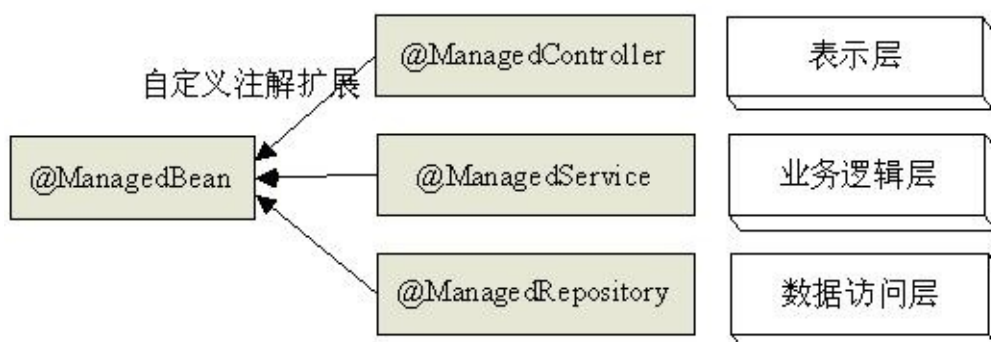 @ManagedController
表示层
自定义注解扩展
@ManagedBean
@ManagedService
业务逻辑层
@ManagedRepository
数据访问层